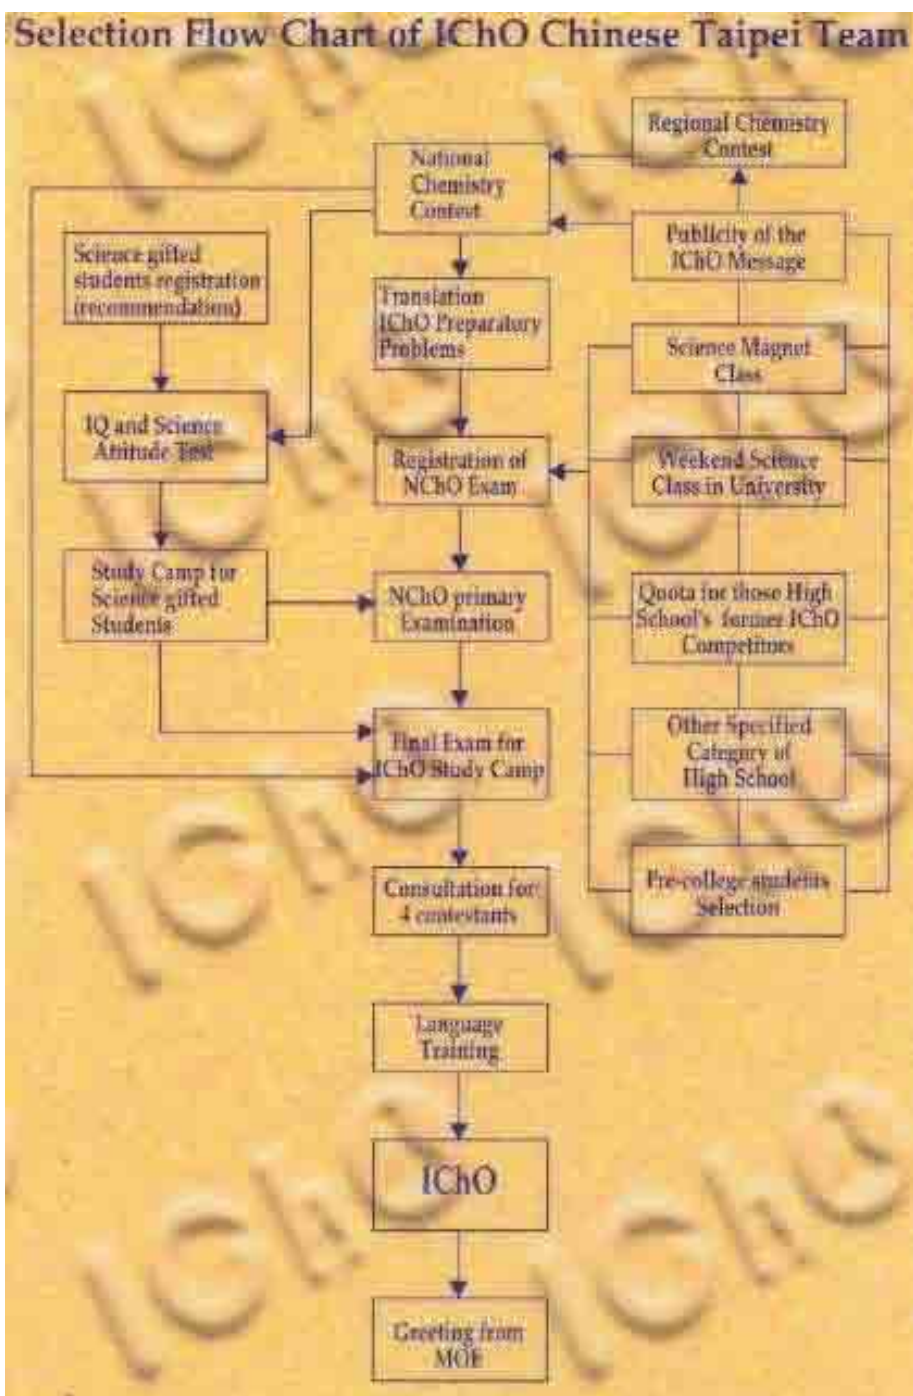 Selection Flow Chart of IChO Chinese Taipei Team
Regional Chemistry
Contest
National
Chemistry
Contest
Publicity of the
IChO Message
Science gifted
students registration
(recommendation)
Translation
IChO Preparatory
Problems
Science Magnet
Class
IQ and Science
Attitude Test
Registration of
NChO Exam
Weekend Science
Class in University
Study Camp for
Science gifted
Students
NChO primary
Examination
Quota for those High
School's former IChO
Competitors
Final Exam for
IChO Study Camp
Other Specified
Category of
High School
Consultation for
4 contestants
Pre-college students
Selection
Language
Training
IChO
Greeting from
MOE